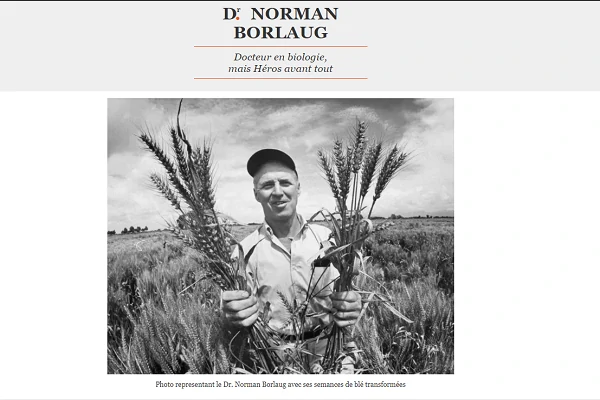 Dr. NORMAN
BORLAUG
Docteur en biologie,
mais Héros avant tout
Photo representant le Dr. Norman Borlaug avec ses semances de blé transformées